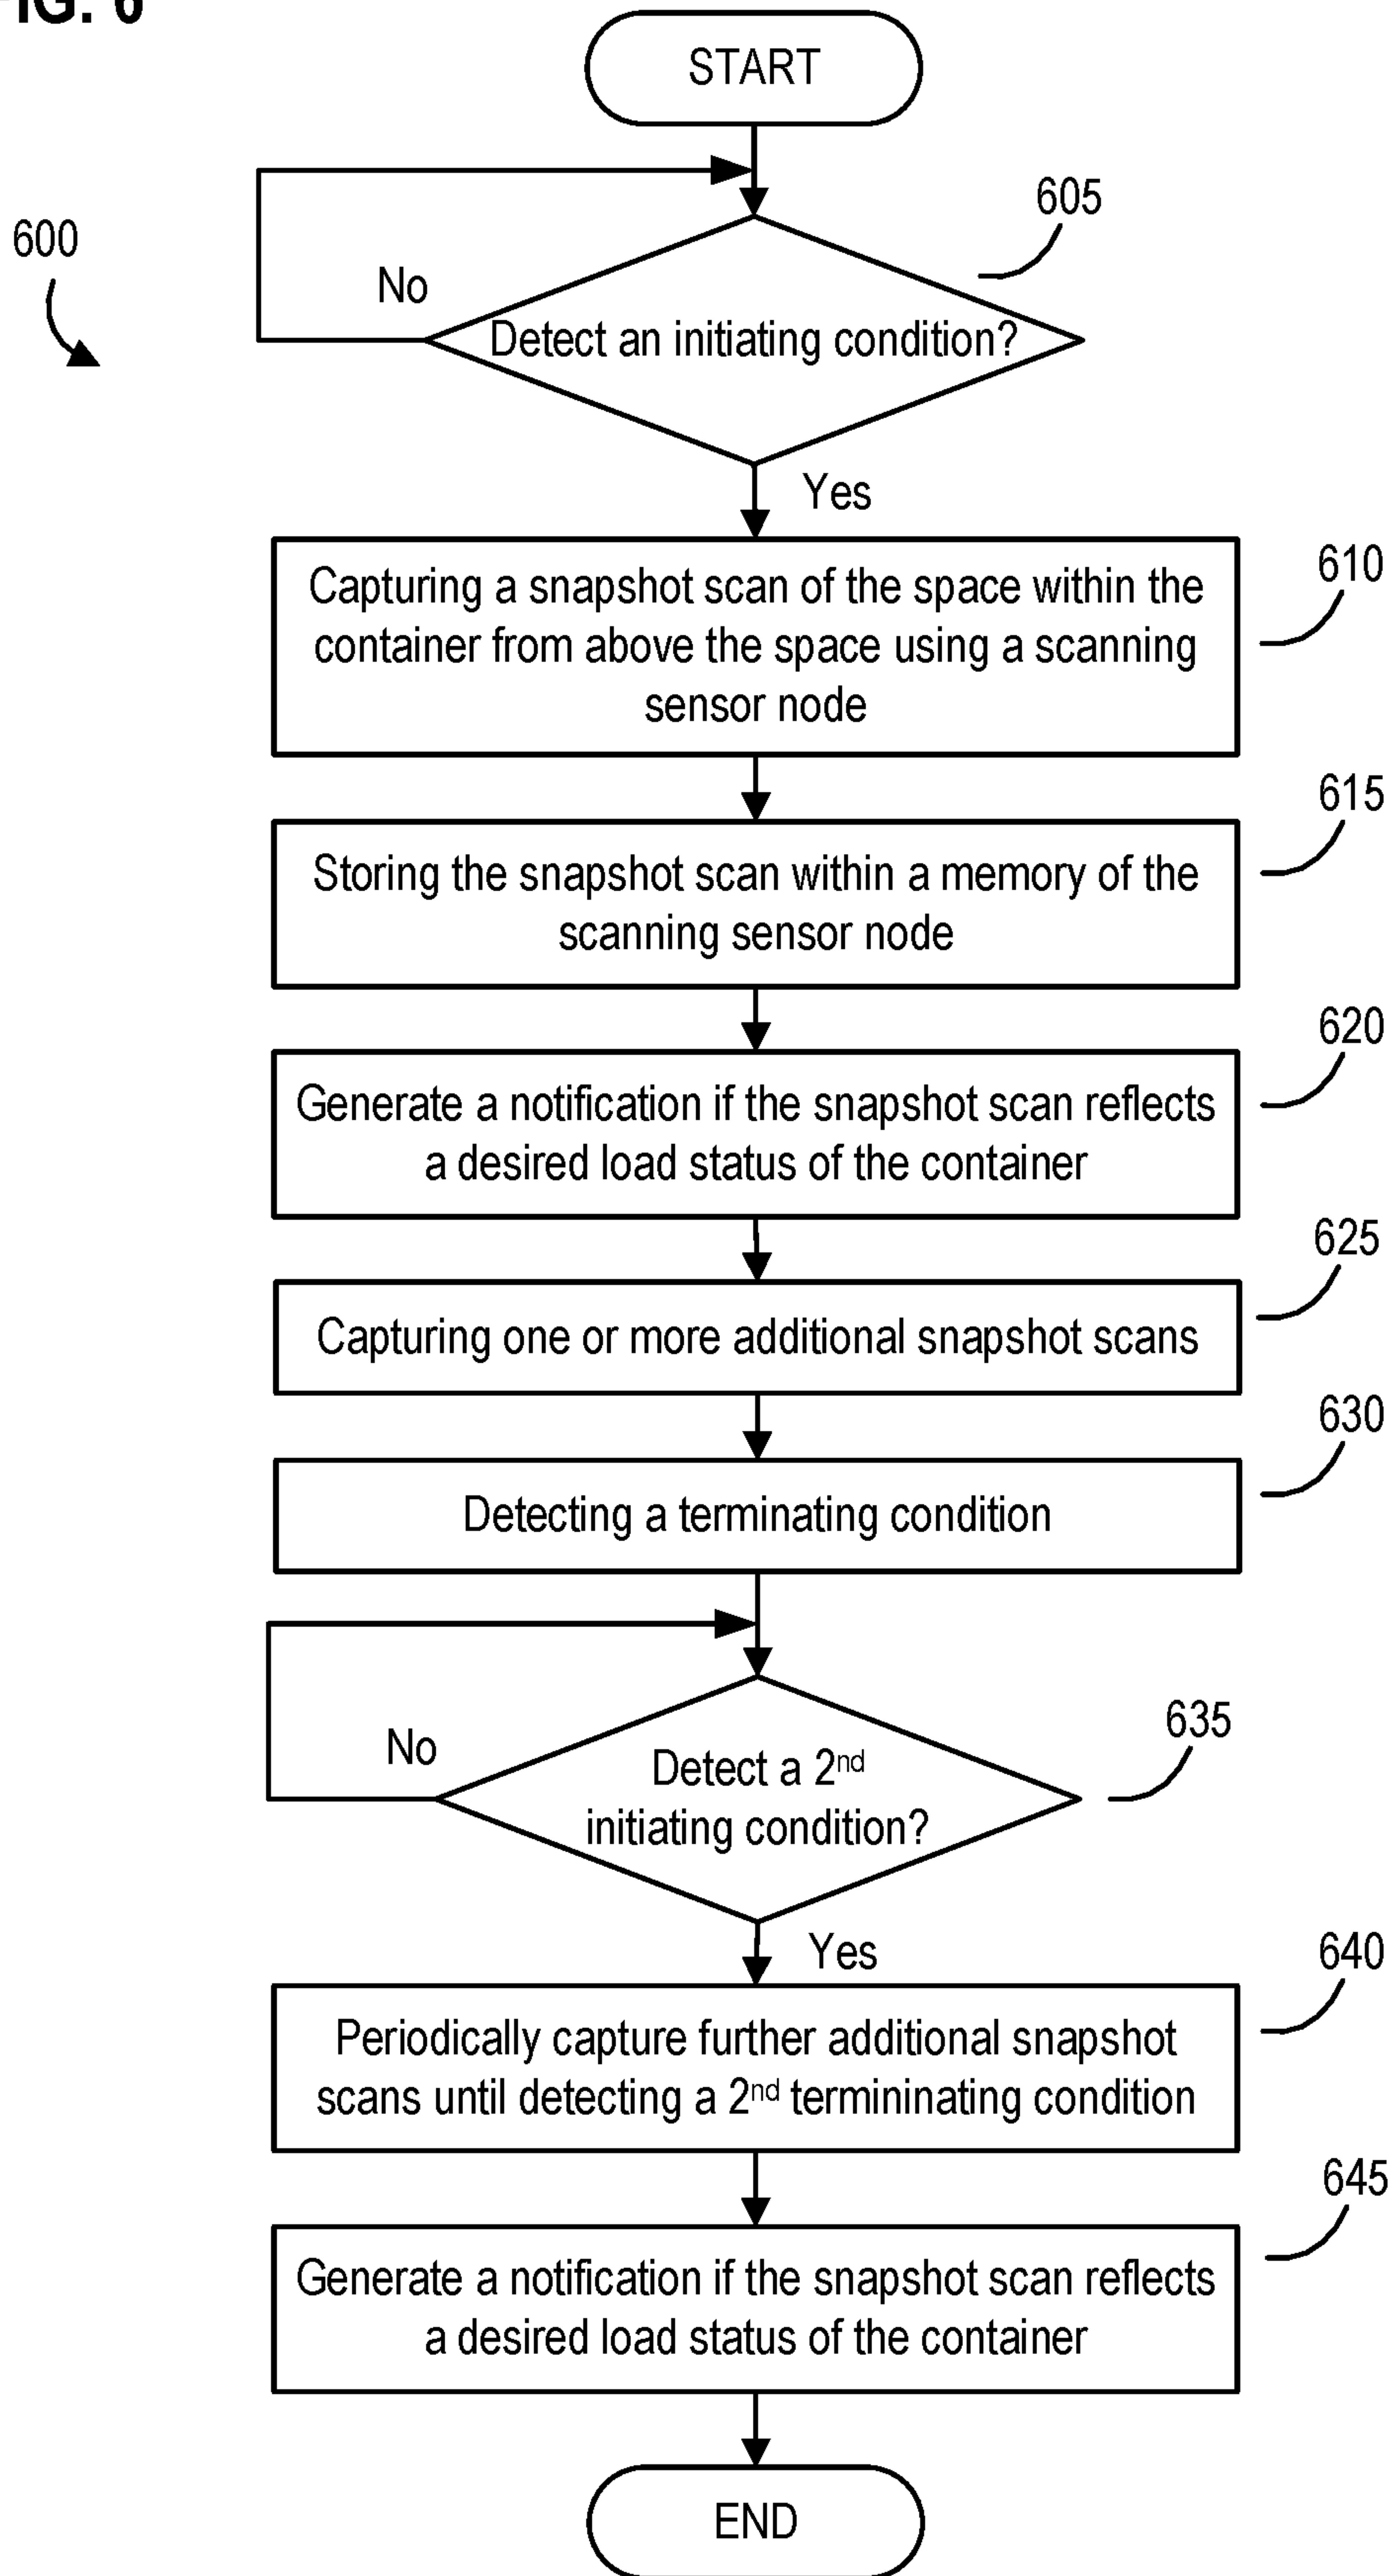 FIG. 6
START
605
600
No
Detect an initiating condition?
Yes
610
Capturing a snapshot scan of the space within the
container from above the space using a scanning
sensor node
615
Storing the snapshot scan within a memory of the
scanning sensor node
620
Generate a notification if the snapshot scan reflects
a desired load status of the container
625
Capturing one or more additional snapshot scans
630
Detecting a terminating condition
635
No
Detect a 2nd
initiating condition?
Yes
640
Periodically capture further additional snapshot
scans until detecting a 2nd termininating condition
645
Generate a notification if the snapshot scan reflects
a desired load status of the container
END